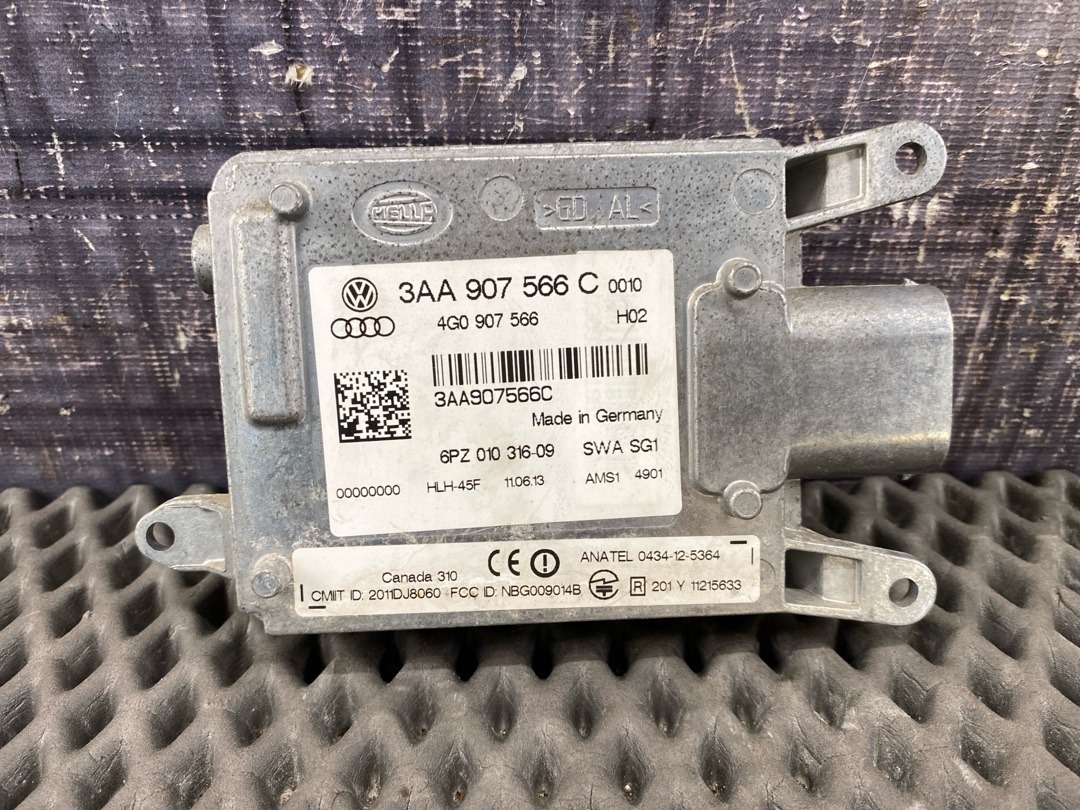 HELLA
>GD AL<
3AA 907 566 C 0010
4G0 907 566 H02
3AA907566C
Made in Germany
6PZ 010 316-09 SWA SG1
00000000 HLH-45F 11.06.13 AMS1 4901
Canada 310 CE ANATEL 0434-12-5364
CMIIT ID: 2011DJ8060 FCC ID: NBG009014B R 201 Y 11215633